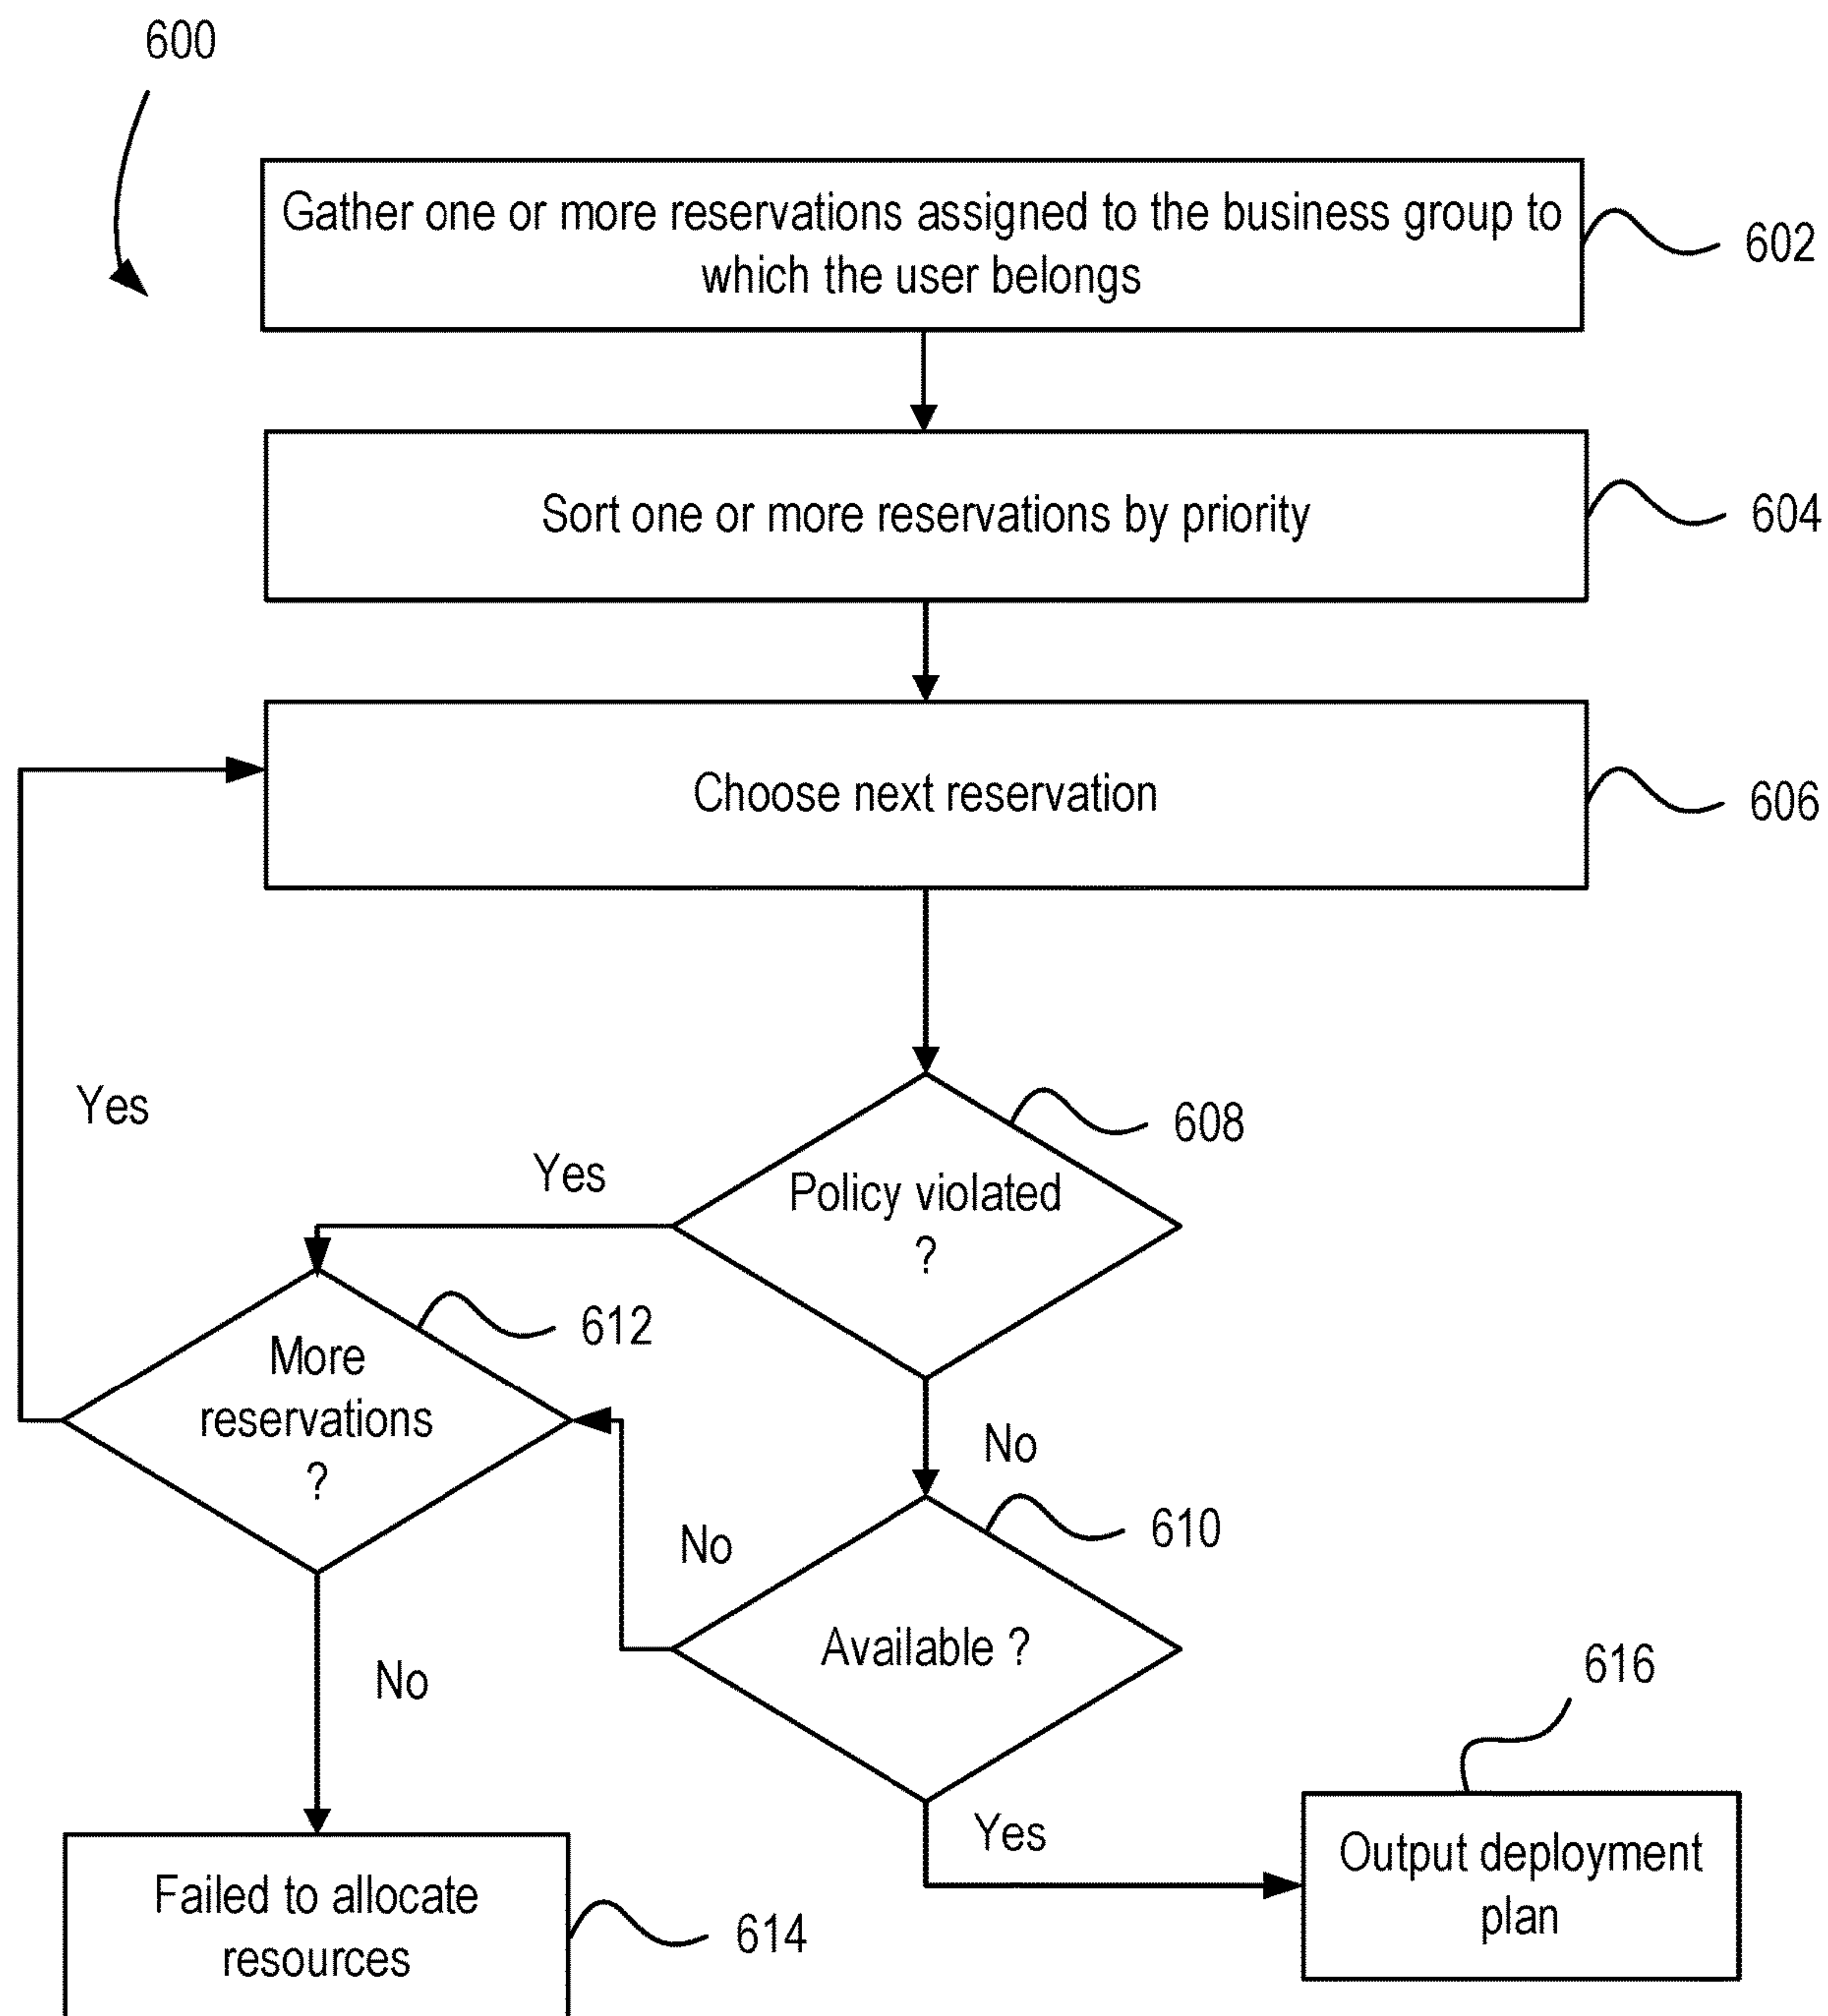 600
Gather one or more reservations assigned to the business group to
which the user belongs
602
Sort one or more reservations by priority
604
Choose next reservation
606
Yes
608
Yes
Policy violated
?
612
More
reservations
?
No
610
No
Available ?
616
No
Yes
Output deployment
plan
Failed to allocate
resources
614